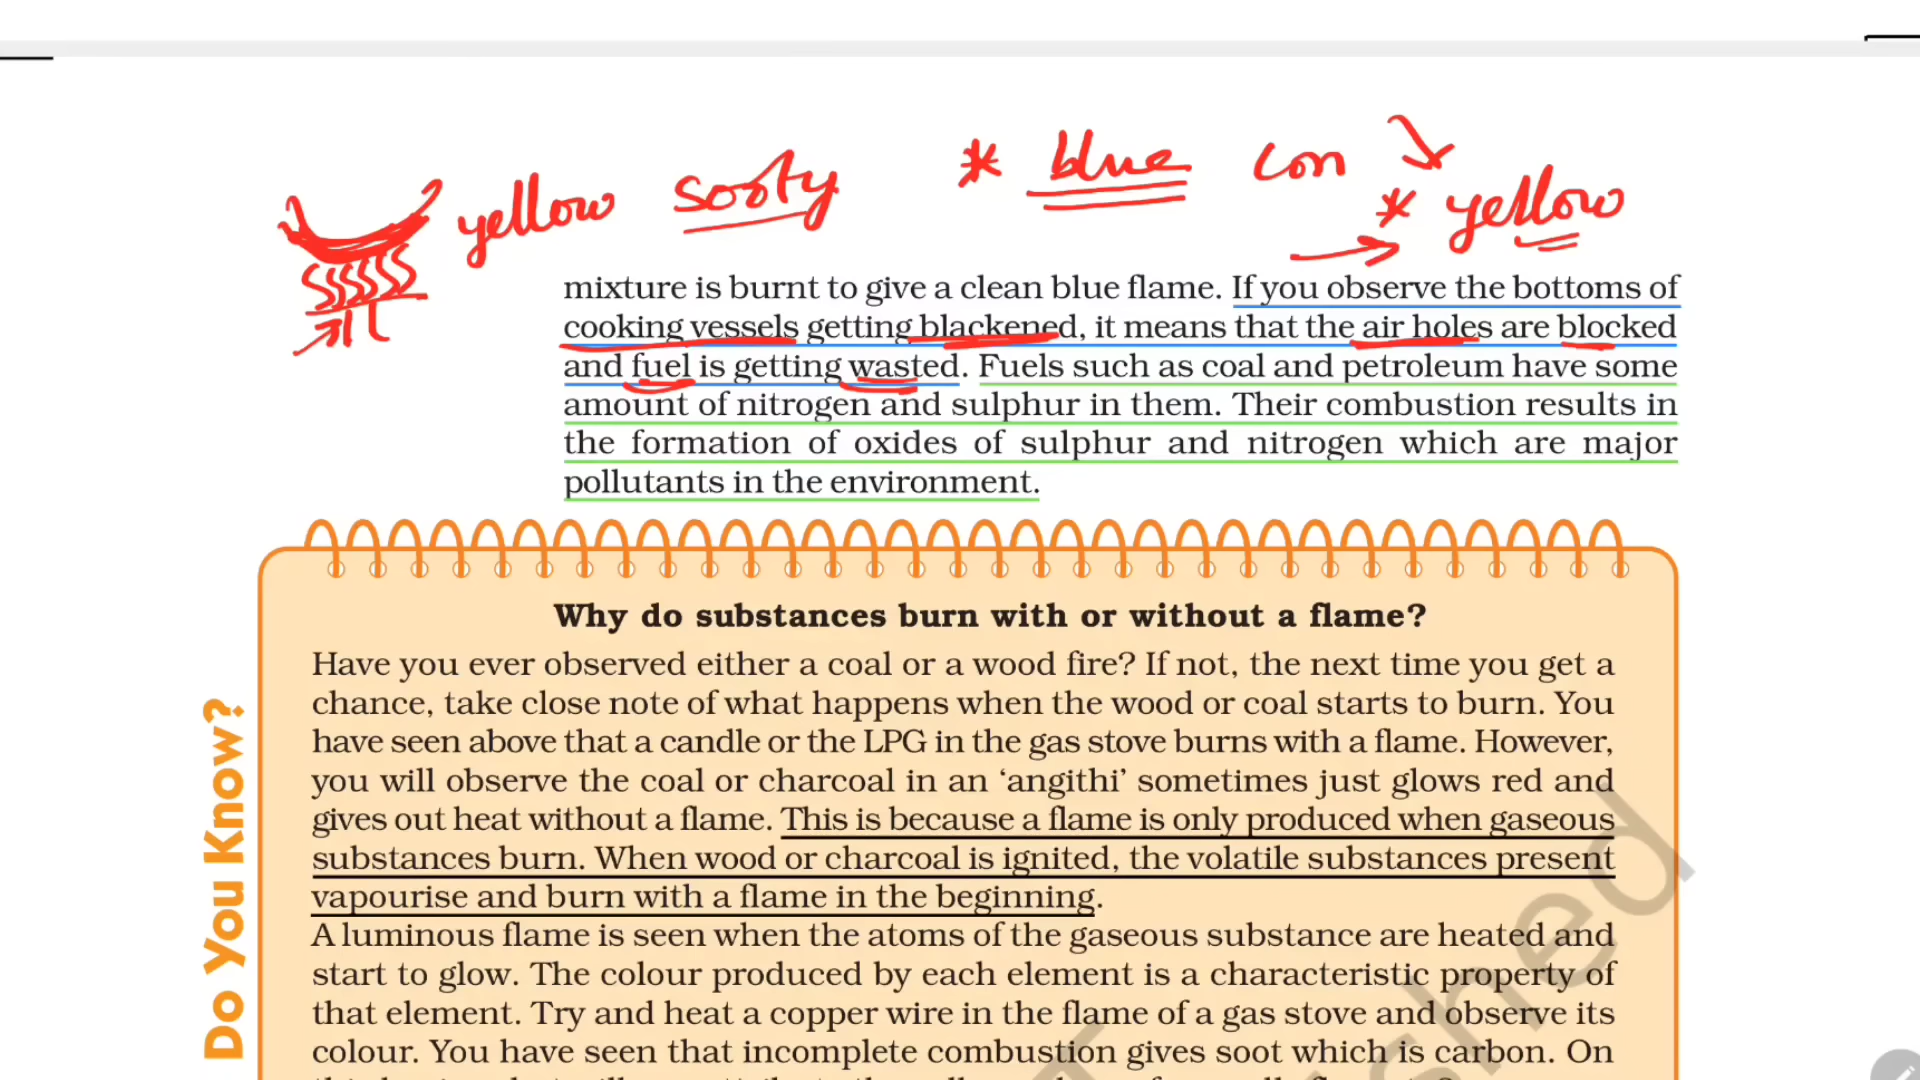 yellow sooty * blue con
* yellow
mixture is burnt to give a clean blue flame. If you observe the bottoms of
cooking vessels getting blackened, it means that the air holes are blocked
and fuel is getting wasted. Fuels such as coal and petroleum have some
amount of nitrogen and sulphur in them. Their combustion results in
the formation of oxides of sulphur and nitrogen which are major
pollutants in the environment.
Do You Know?
Why do substances burn with or without a flame?
Have you ever observed either a coal or a wood fire? If not, the next time you get a
chance, take close note of what happens when the wood or coal starts to burn. You
have seen above that a candle or the LPG in the gas stove burns with a flame. However,
you will observe the coal or charcoal in an ‘angithi’ sometimes just glows red and
gives out heat without a flame. This is because a flame is only produced when gaseous
substances burn. When wood or charcoal is ignited, the volatile substances present
vapourise and burn with a flame in the beginning.
A luminous flame is seen when the atoms of the gaseous substance are heated and
start to glow. The colour produced by each element is a characteristic property of
that element. Try and heat a copper wire in the flame of a gas stove and observe its
colour. You have seen that incomplete combustion gives soot which is carbon. On